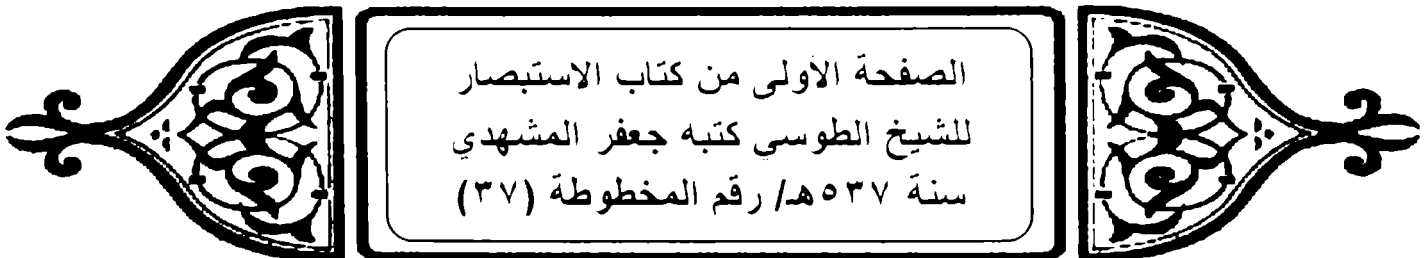 الصفحة الأولى من كتاب الاستبصار
للشيخ الطوسي كتبه جعفر المشهدي
سنة ٥٣٧هـ/ رقم المخطوطة (٣٧)